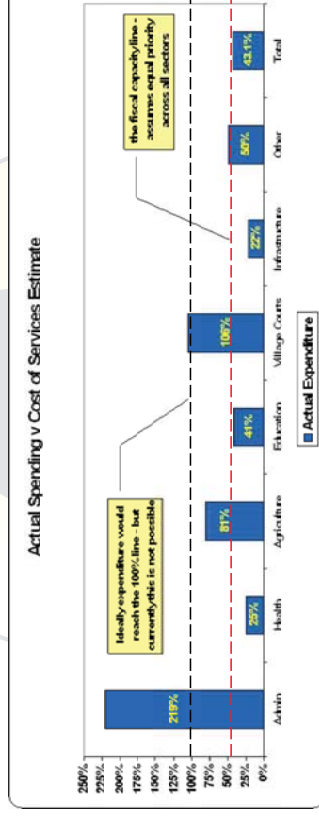 Actual Spending v Cost of Services Estimate
250%
225%
200%
175%
150%
125%
100%
75%
50%
25%
0%
Ideally expenditure would
reach the 100% line - but
currently this is not possible
the fiscal capacity line -
assumes equal priority
across all sectors
219%
25%
81%
41%
106%
22%
50%
43.1%
Admin
Health
Agriculture
Education
Village Courts
Infrastructure
Other
Total
Actual Expenditure